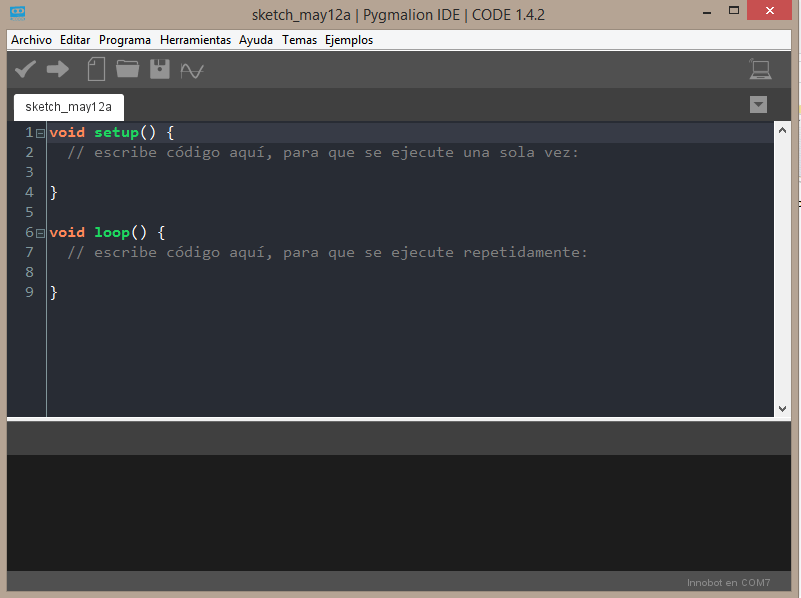 sketch_may12a | Pygmalion IDE | CODE 1.4.2
Archivo Editar Programa Herramientas Ayuda Temas Ejemplos
sketch_may12a
1 void setup() {
2 // escribe código aquí, para que se ejecute una sola vez:
3
4 }
5
6 void loop() {
7 // escribe código aquí, para que se ejecute repetidamente:
8
9 }
Innobot en COM7